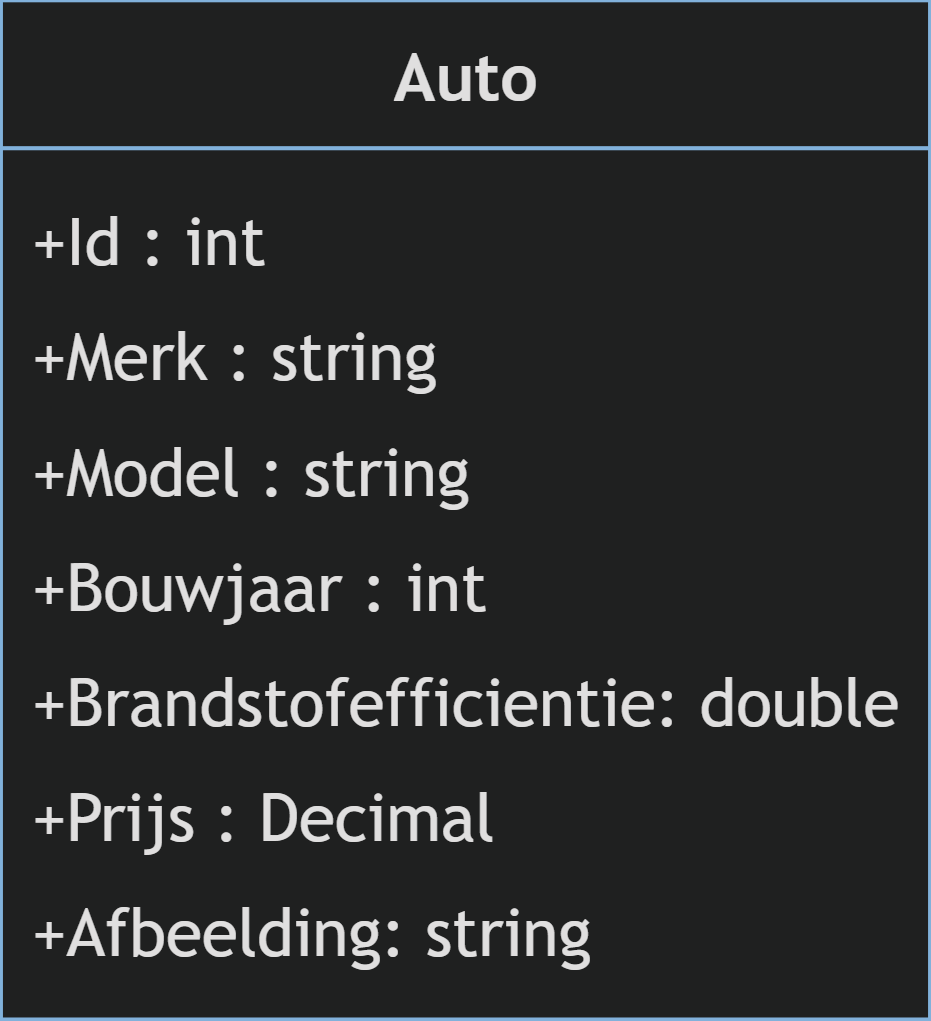 Auto
+Id : int
+Merk : string
+Model : string
+Bouwjaar : int
+Brandstofefficientie: double
+Prijs : Decimal
+Afbeelding: string